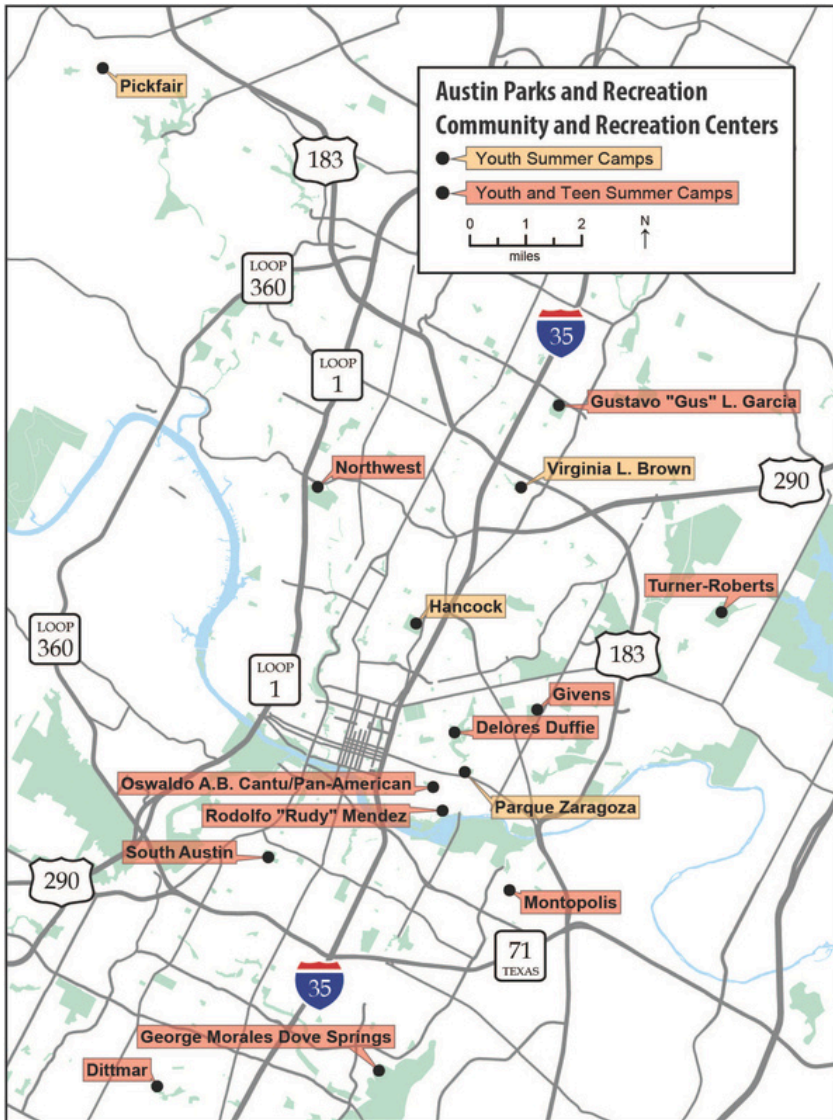 Pickfair
Austin Parks and Recreation
Community and Recreation Centers
Youth Summer Camps
Youth and Teen Summer Camps
0 1 2
miles
N
183
LOOP
360
35
LOOP
1
Gustavo "Gus" L. Garcia
Northwest
Virginia L. Brown
290
Turner-Roberts
Hancock
LOOP
360
183
LOOP
1
Givens
Delores Duffie
Oswaldo A.B. Cantu/Pan-American
Parque Zaragoza
Rodolfo "Rudy" Mendez
South Austin
290
Montopolis
71
TEXAS
35
George Morales Dove Springs
Dittmar